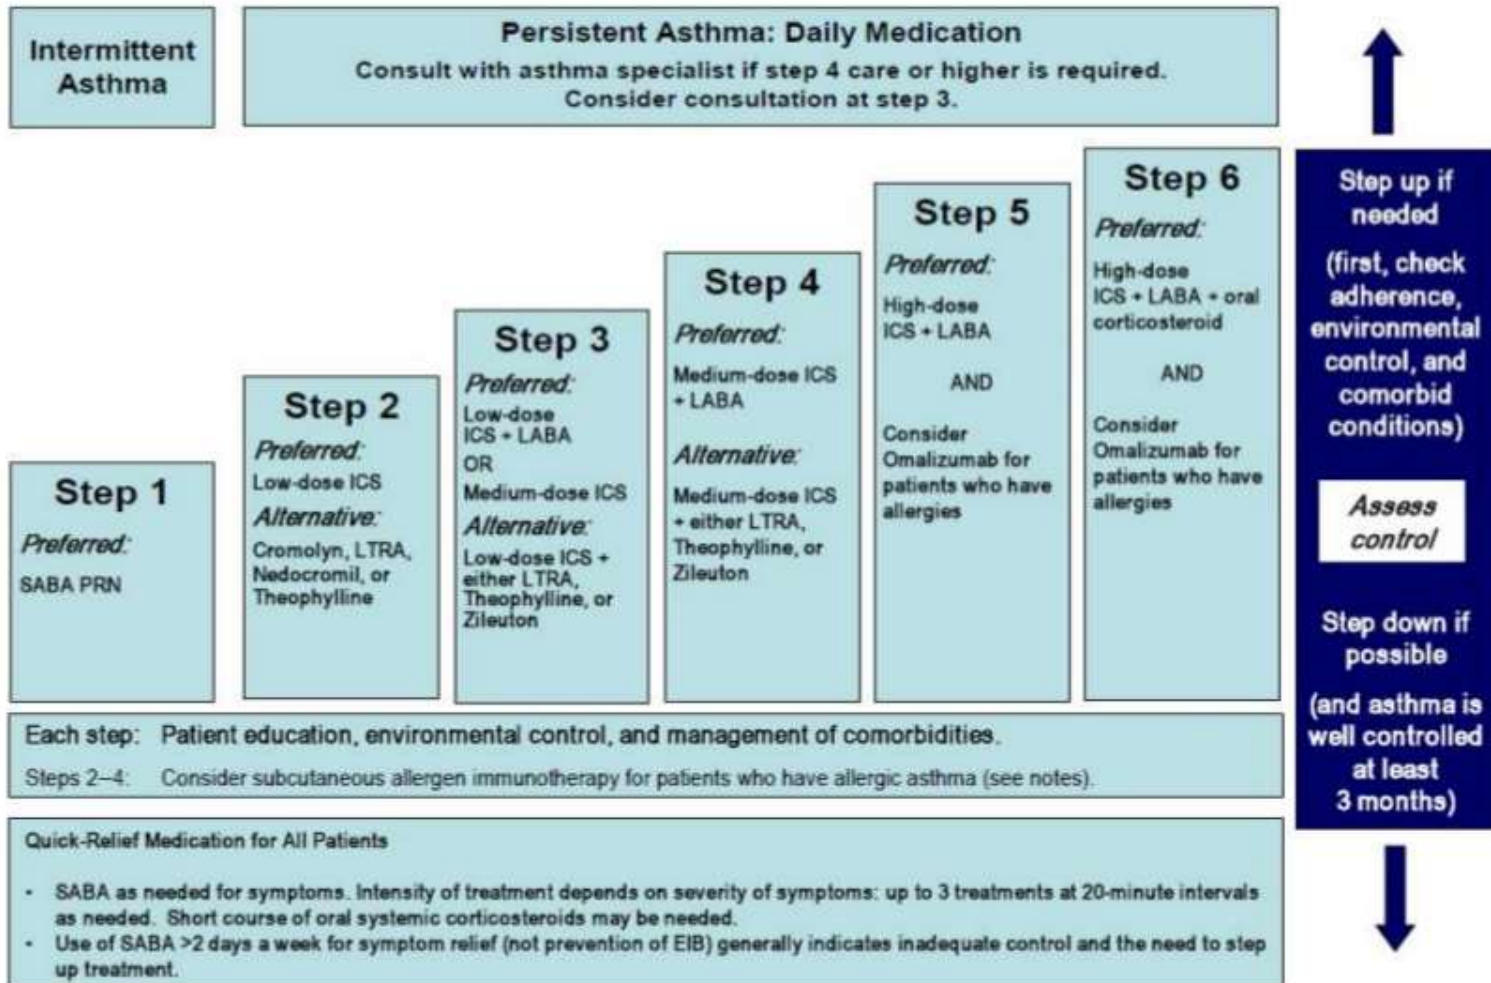 Intermittent
Asthma
Persistent Asthma: Daily Medication
Consult with asthma specialist if step 4 care or higher is required.
Consider consultation at step 3.
Step 1
Preferred:
SABA PRN
Step 2
Preferred:
Low-dose ICS
Alternative:
Cromolyn, LTRA,
Nedocromil, or
Theophylline
Step 3
Preferred:
Low-dose
ICS + LABA
OR
Medium-dose ICS
Alternative:
Low-dose ICS +
either LTRA,
Theophylline, or
Zileuton
Step 4
Preferred:
Medium-dose ICS
+ LABA
Alternative:
Medium-dose ICS
+ either LTRA,
Theophylline, or
Zileuton
Step 5
Preferred:
High-dose
ICS + LABA
AND
Consider
Omalizumab for
patients who have
allergies
Step 6
Preferred:
High-dose
ICS + LABA + oral
corticosteroid
AND
Consider
Omalizumab for
patients who have
allergies
Step up if
needed
(first, check
adherence,
environmental
control, and
comorbid
conditions)
Assess
control
Step down if
possible
(and asthma is
well controlled
at least
3 months)
Each step: Patient education, environmental control, and management of comorbidities.
Steps 2–4: Consider subcutaneous allergen immunotherapy for patients who have allergic asthma (see notes).
Quick-Relief Medication for All Patients
• SABA as needed for symptoms. Intensity of treatment depends on severity of symptoms: up to 3 treatments at 20-minute intervals
as needed. Short course of oral systemic corticosteroids may be needed.
• Use of SABA >2 days a week for symptom relief (not prevention of EIB) generally indicates inadequate control and the need to step
up treatment.